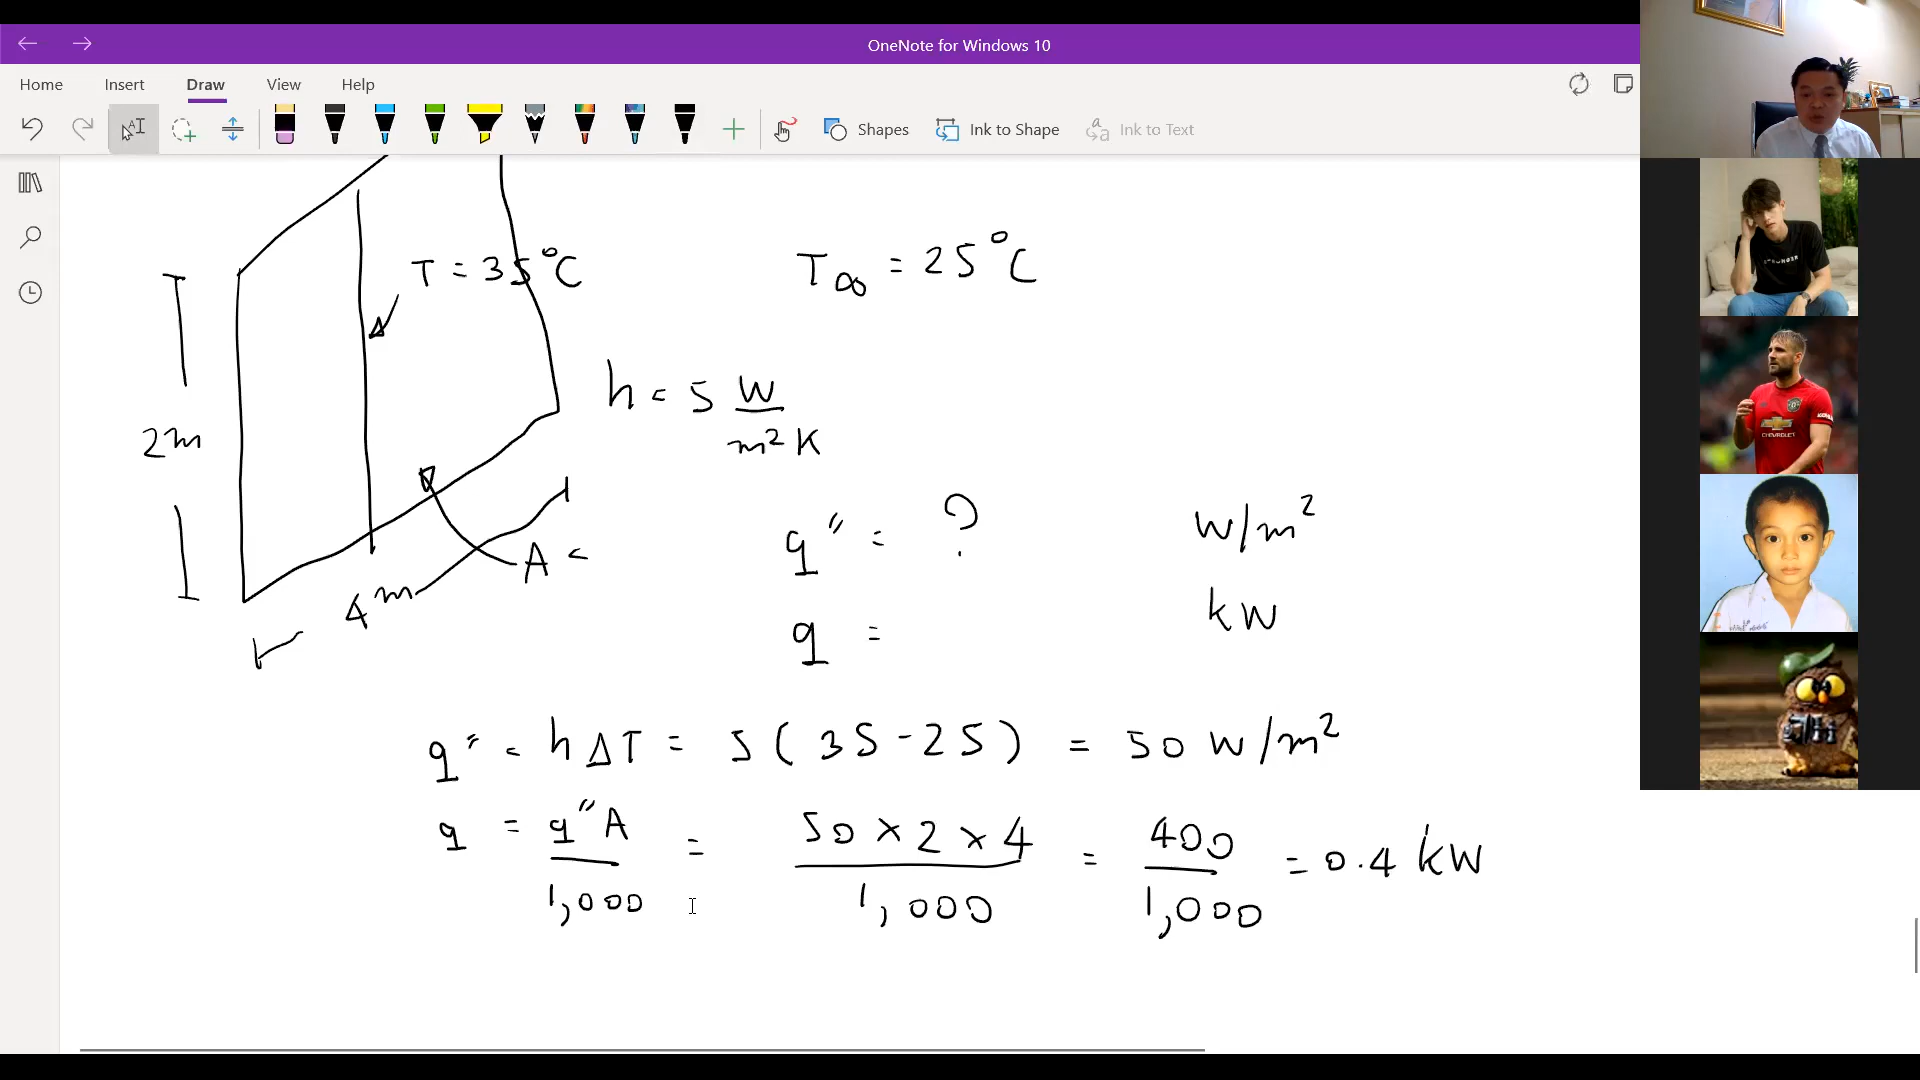 OneNote for Windows 10
Home Insert Draw View Help
Shapes Ink to Shape Ink to Text
T = 35°C
T∞ = 25°C
h = 5 W/m²K
2m
q″ = ? W/m²
A =
4m
q = kW
q″ = hΔT = 5(35-25) = 50 W/m²
q = q″A/1,000 = 50×2×4/1,000 = 400/1,000 = 0.4 kW
CHEVROLET